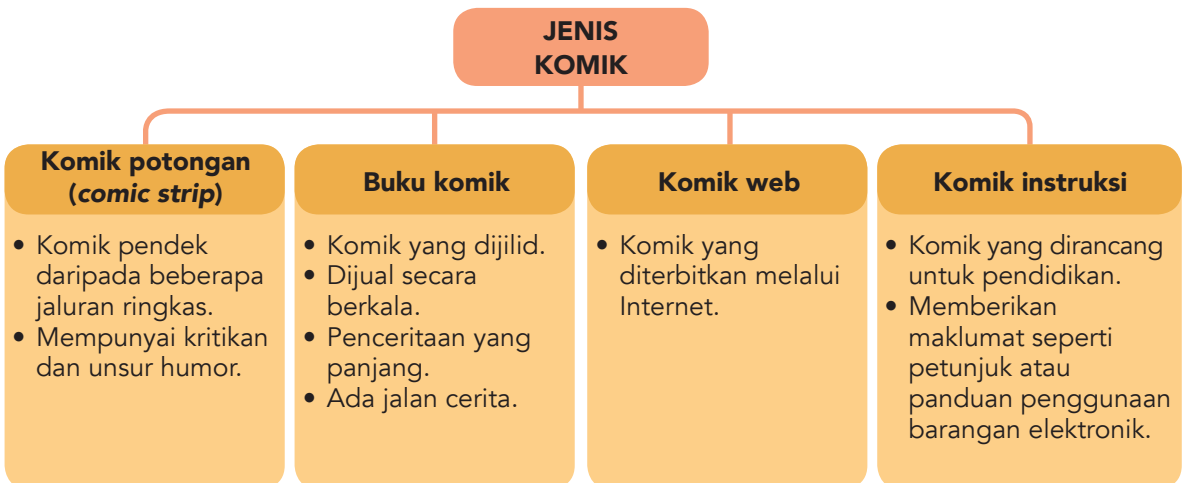 JENIS
KOMIK
Komik potongan
(comic strip)
• Komik pendek
daripada beberapa
jaluran ringkas.
• Mempunyai kritikan
dan unsur humor.
Buku komik
• Komik yang dijilid.
• Dijual secara
berkala.
• Penceritaan yang
panjang.
• Ada jalan cerita.
Komik web
• Komik yang
diterbitkan melalui
Internet.
Komik instruksi
• Komik yang dirancang
untuk pendidikan.
• Memberikan
maklumat seperti
petunjuk atau
panduan penggunaan
barangan elektronik.